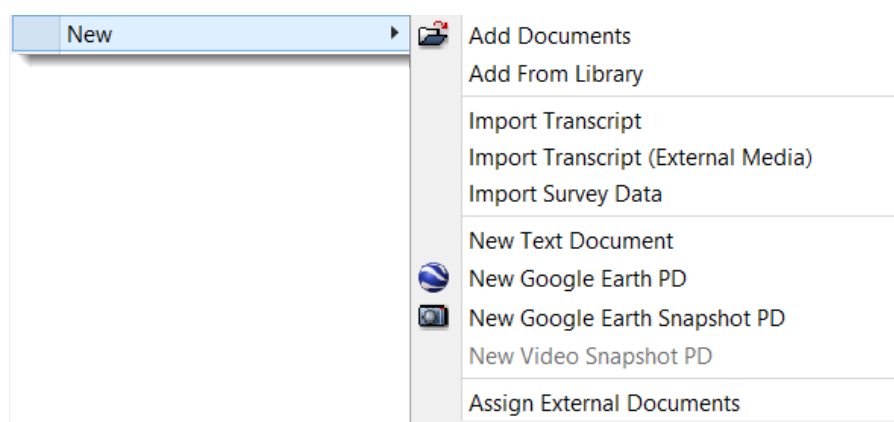 New
Add Documents
Add From Library
Import Transcript
Import Transcript (External Media)
Import Survey Data
New Text Document
New Google Earth PD
New Google Earth Snapshot PD
New Video Snapshot PD
Assign External Documents